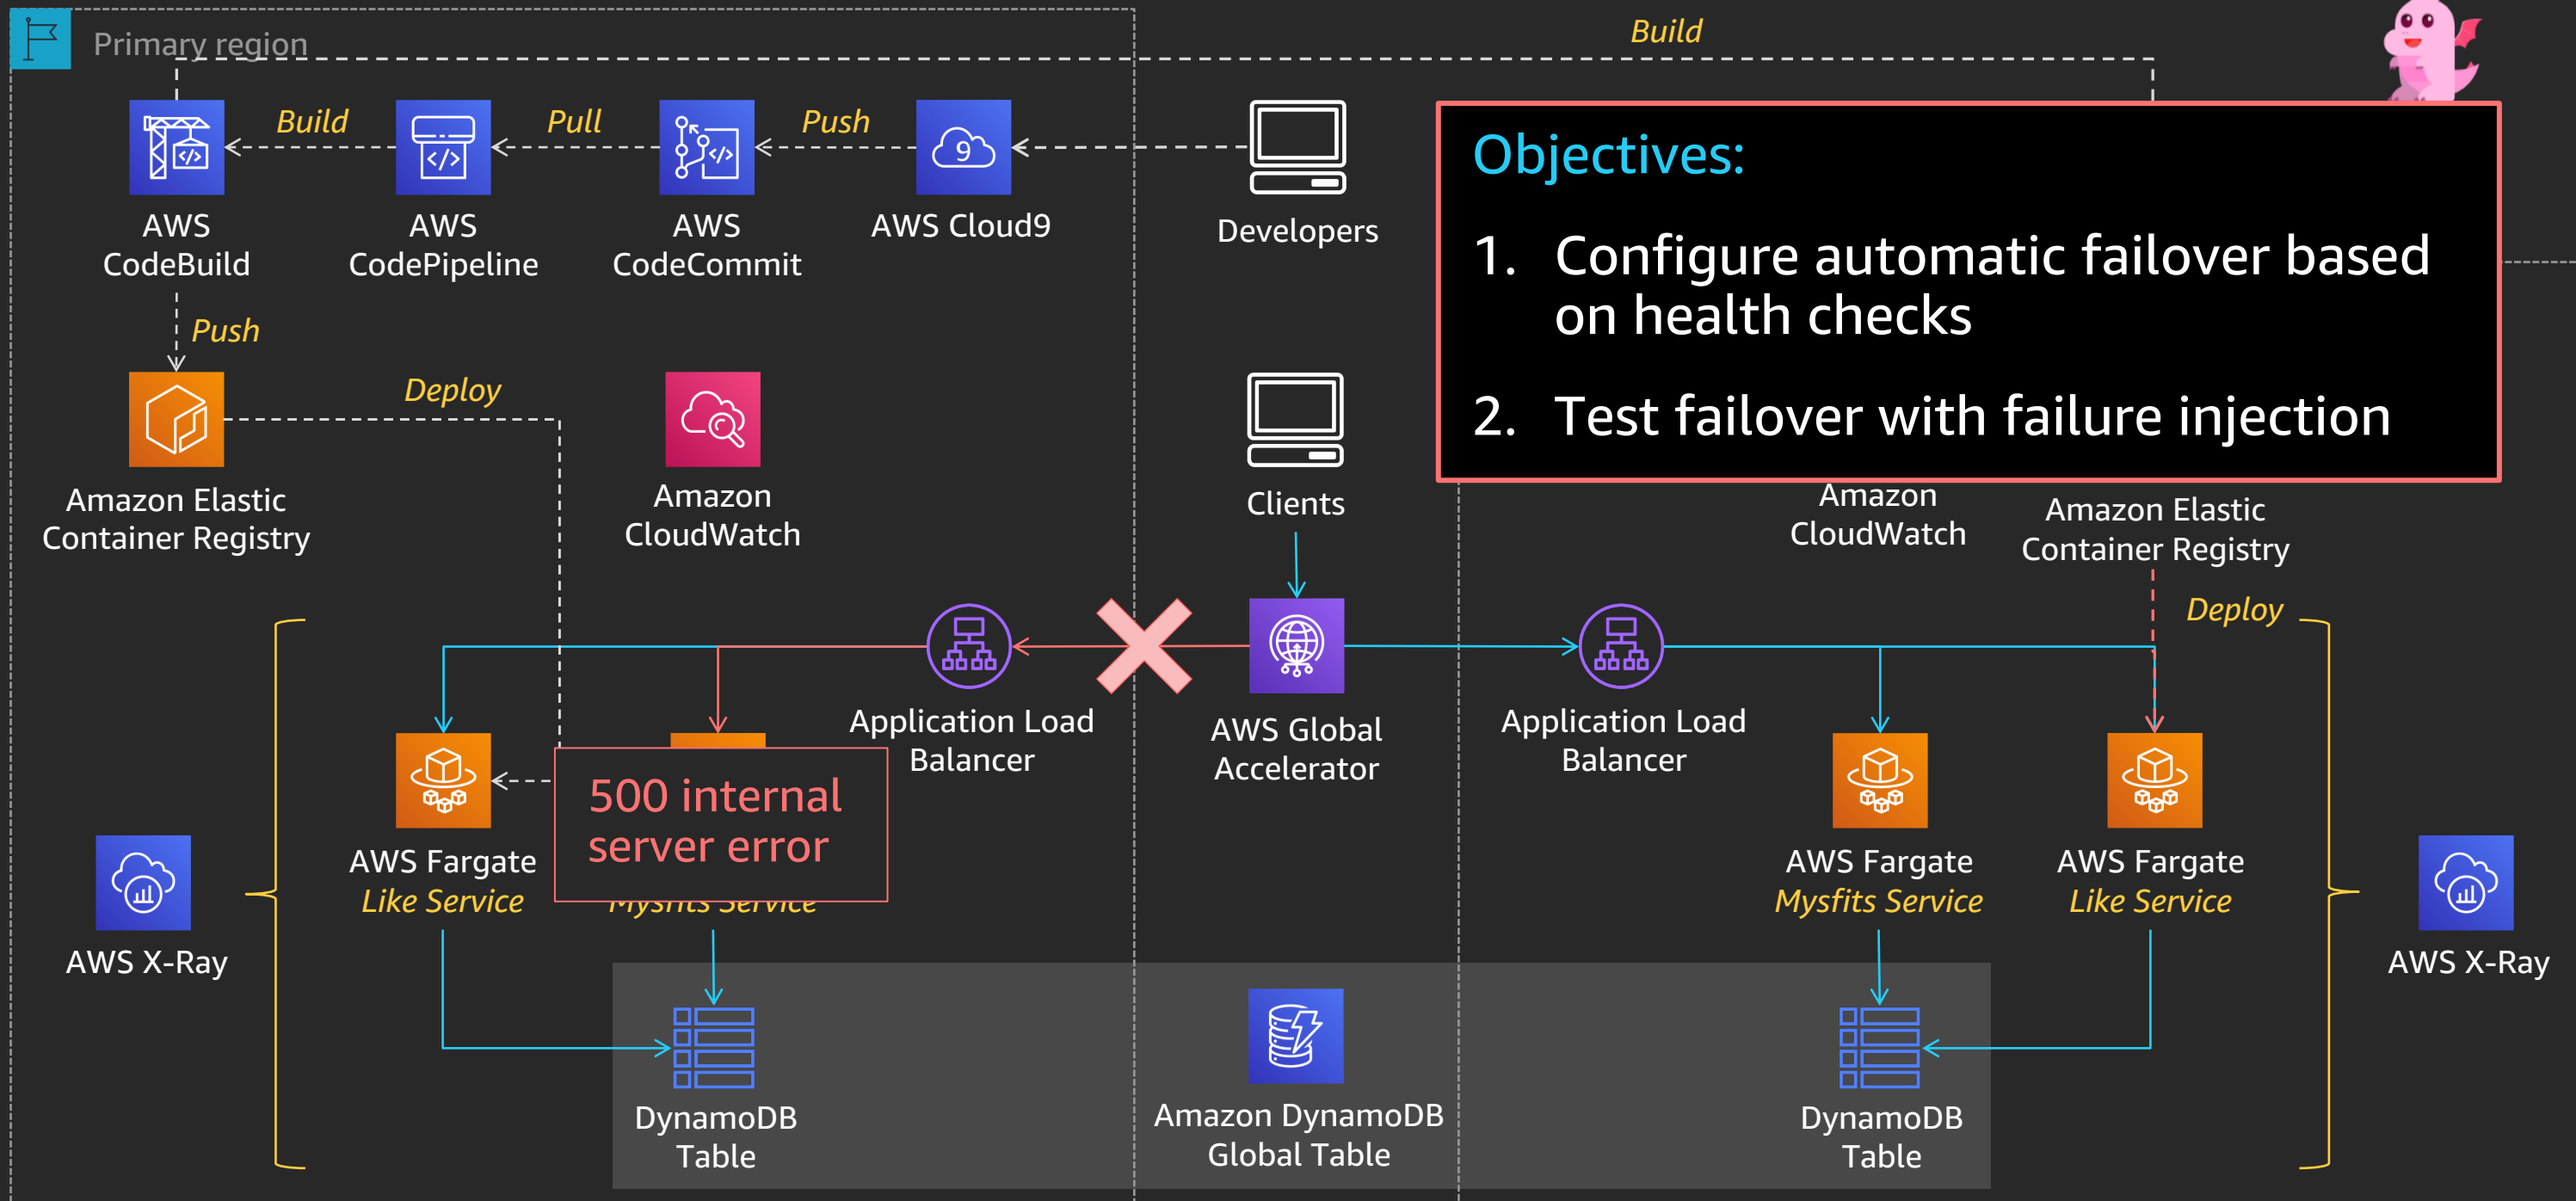 Primary region
Build
Build
Pull
Push
9
AWS
CodeBuild
AWS
CodePipeline
AWS
CodeCommit
AWS Cloud9
Developers
Objectives:
1. Configure automatic failover based
on health checks
2. Test failover with failure injection
Push
Deploy
Amazon Elastic
Container Registry
Amazon
CloudWatch
Clients
Amazon
CloudWatch
Amazon Elastic
Container Registry
Deploy
Application Load
Balancer
AWS Global
Accelerator
Application Load
Balancer
500 internal
server error
AWS Fargate
Like Service
Mysfits Service
AWS Fargate
Mysfits Service
AWS Fargate
Like Service
AWS X-Ray
AWS X-Ray
DynamoDB
Table
Amazon DynamoDB
Global Table
DynamoDB
Table